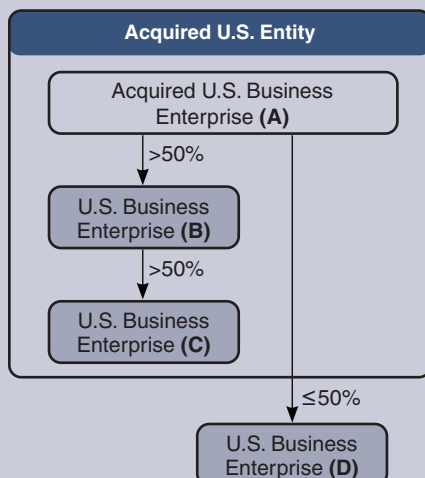 Acquired U.S. Entity
Acquired U.S. Business
Enterprise (A)
>50%
U.S. Business
Enterprise (B)
>50%
U.S. Business
Enterprise (C)
≤50%
U.S. Business
Enterprise (D)